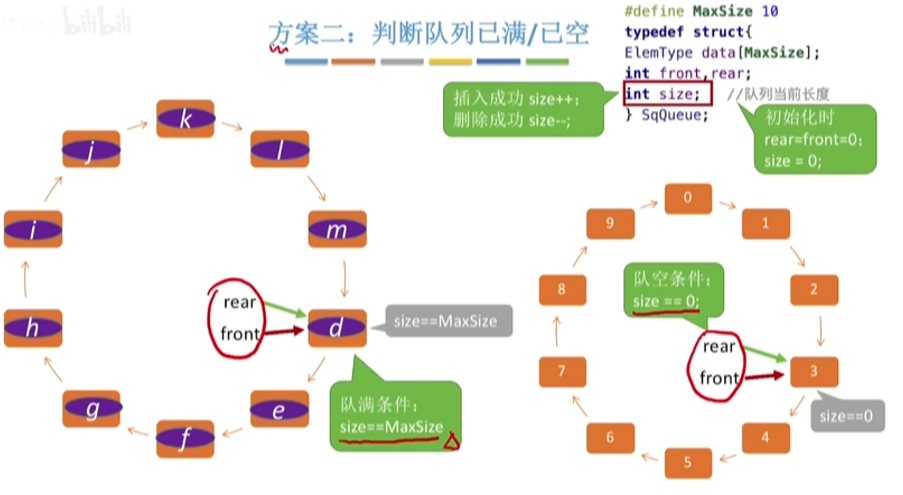 bilibili
方案二：判断队列已满/已空
#define MaxSize 10
typedef struct{
ElemType data[MaxSize];
int front,rear;
int size; //队列当前长度
} SqQueue;
插入成功 size++;
删除成功 size--;
初始化时
rear=front=0;
size = 0;
k
j
l
i
m
h
d
g
e
f
rear
front
size==MaxSize
队满条件：
size==MaxSize
0
9
1
8
2
7
3
6
4
5
队空条件：
size == 0;
rear
front
size==0